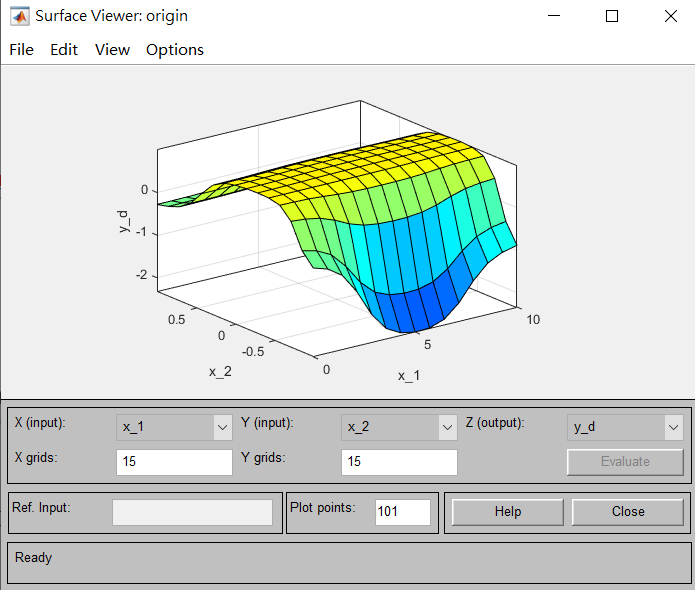 Surface Viewer: origin
File Edit View Options
0
-1
-2
y_d
0.5
0
-0.5
x_2
0
5
10
x_1
X (input): x_1 Y (input): x_2 Z (output): y_d
X grids: 15 Y grids: 15 Evaluate
Ref. Input: Plot points: 101 Help Close
Ready